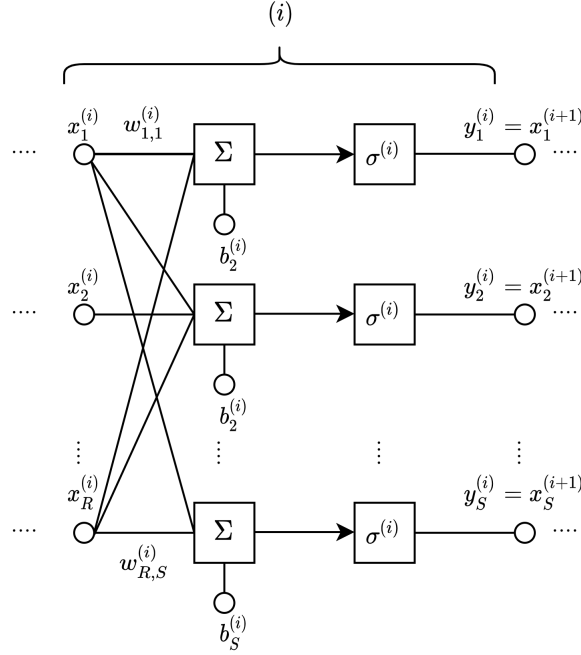 (i)
x_1^{(i)} w_{1,1}^{(i)} y_1^{(i)} = x_1^{(i+1)}
.... Σ σ^{(i)} ....
b_2^{(i)}
x_2^{(i)} y_2^{(i)} = x_2^{(i+1)}
.... Σ σ^{(i)} ....
b_2^{(i)}
⋮ ⋮ ⋮ ⋮
x_R^{(i)} y_S^{(i)} = x_S^{(i+1)}
.... Σ σ^{(i)} ....
w_{R,S}^{(i)}
b_S^{(i)}